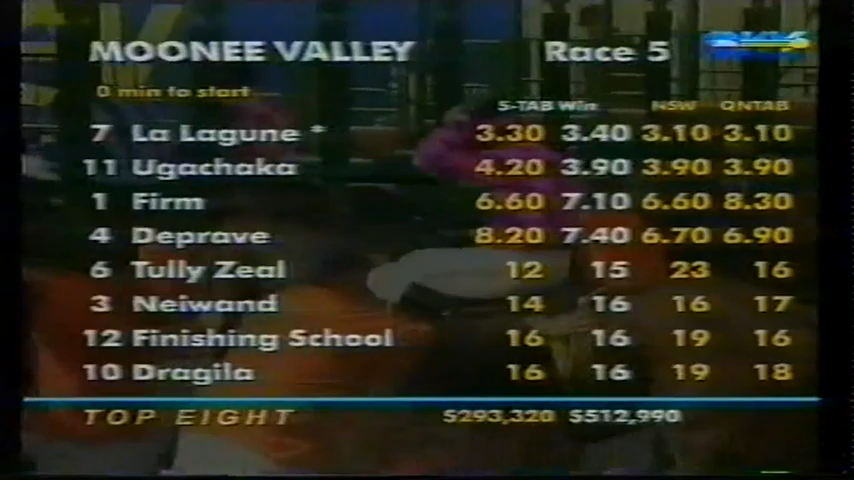 MOONEE VALLEY Race 5
0 min to start
S-TAB Win NSW QNTAB
7 La Lagune * 3.30 3.40 3.10 3.10
11 Ugachaka 4.20 3.90 3.90 3.90
1 Firm 6.60 7.10 6.60 8.30
4 Deprave 8.20 7.40 6.70 6.90
6 Tully Zeal 12 15 23 16
3 Neiwand 14 16 16 17
12 Finishing School 16 16 19 16
10 Dragila 16 16 19 18
TOP EIGHT $293,320 $512,990